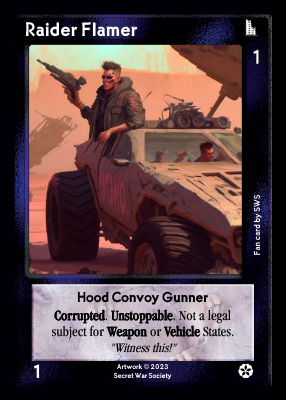 Raider Flamer
1
Fan card by SWS
Hood Convoy Gunner
Corrupted. Unstoppable. Not a legal
subject for Weapon or Vehicle States.
"Witness this!"
1
Artwork © 2023
Secret War Society